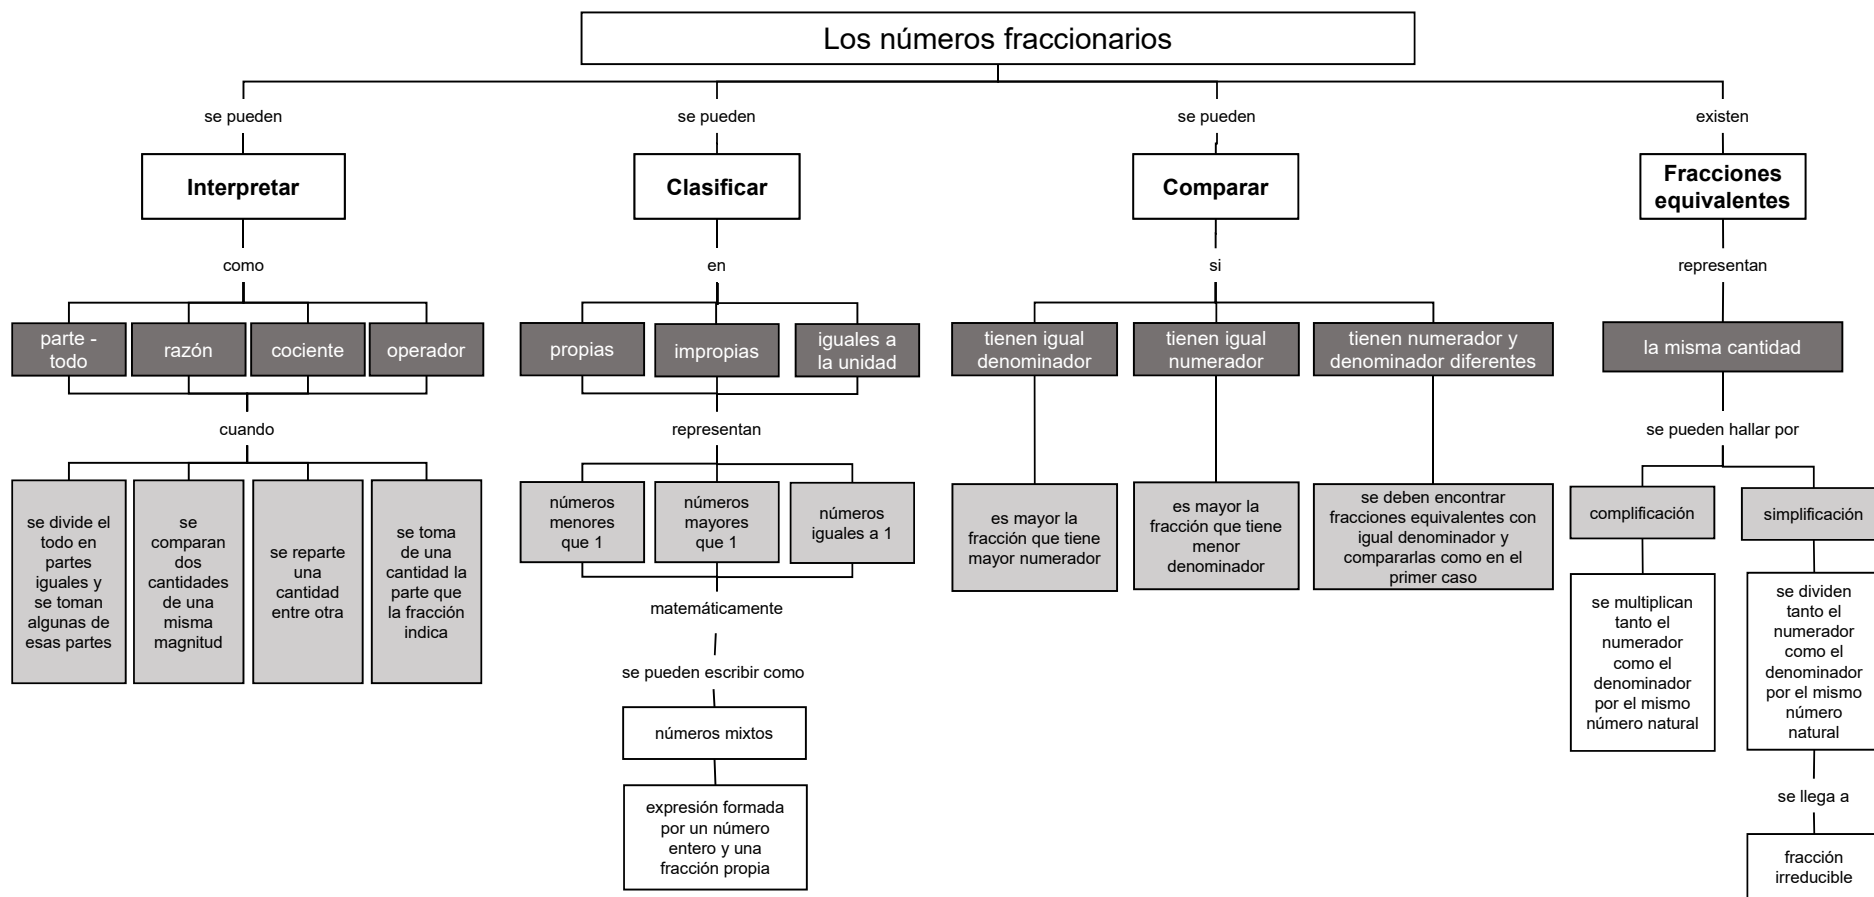 Los números fraccionarios
se pueden
se pueden
se pueden
existen
Interpretar
Clasificar
Comparar
Fracciones
equivalentes
como
en
si
representan
parte -
todo
razón
cociente
operador
propias
impropias
iguales a
la unidad
tienen igual
denominador
tienen igual
numerador
tienen numerador y
denominador diferentes
la misma cantidad
cuando
representan
se pueden hallar por
se divide el
todo en
partes
iguales y
se toman
algunas de
esas partes
se
comparan
dos
cantidades
de una
misma
magnitud
se reparte
una
cantidad
entre otra
se toma
de una
cantidad la
parte que
la fracción
indica
números
menores
que 1
números
mayores
que 1
números
iguales a 1
es mayor la
fracción que tiene
mayor numerador
es mayor la
fracción que tiene
menor
denominador
se deben encontrar
fracciones equivalentes con
igual denominador y
compararlas como en el
primer caso
complificación
simplificación
matemáticamente
se pueden escribir como
números mixtos
expresión formada
por un número
entero y una
fracción propia
se multiplican
tanto el
numerador
como el
denominador
por el mismo
número natural
se dividen
tanto el
numerador
como el
denominador
por el mismo
número
natural
se llega a
fracción
irreducible